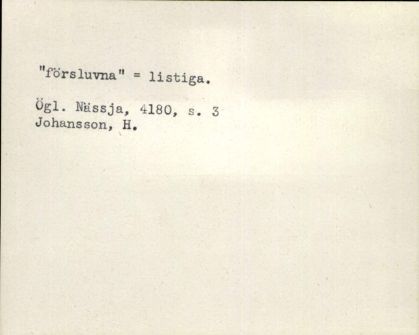 "försluvna" = listiga.
Ögl. Nässja, 4180, s. 3
Johansson, H.